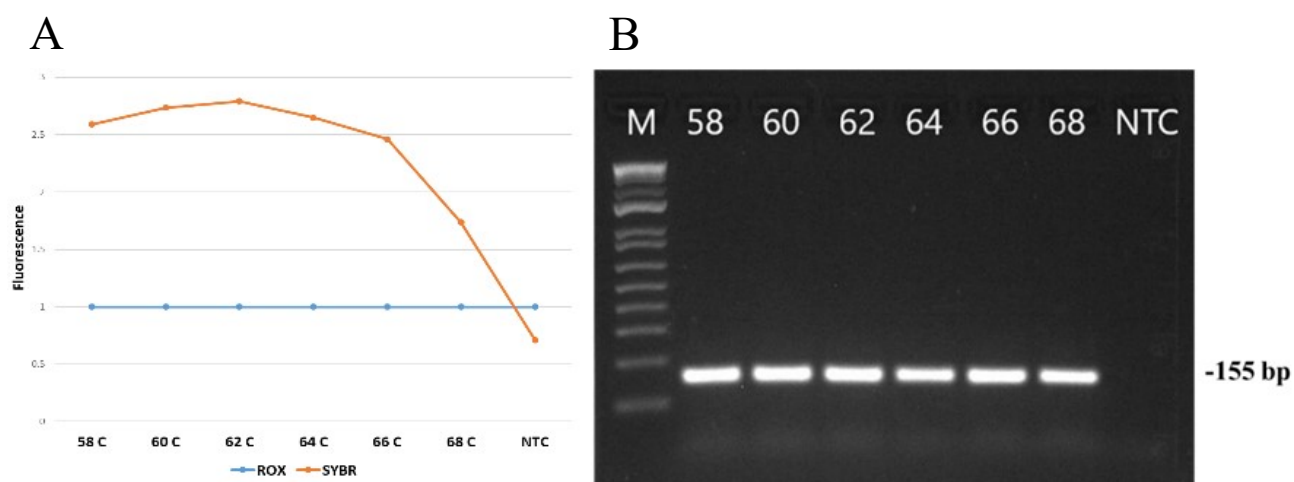 A
B
3
2.5
2
1.5
1
0.5
0
Fluorescence
58 C 60 C 62 C 64 C 66 C 68 C NTC
ROX SYBR
M 58 60 62 64 66 68 NTC
-155 bp